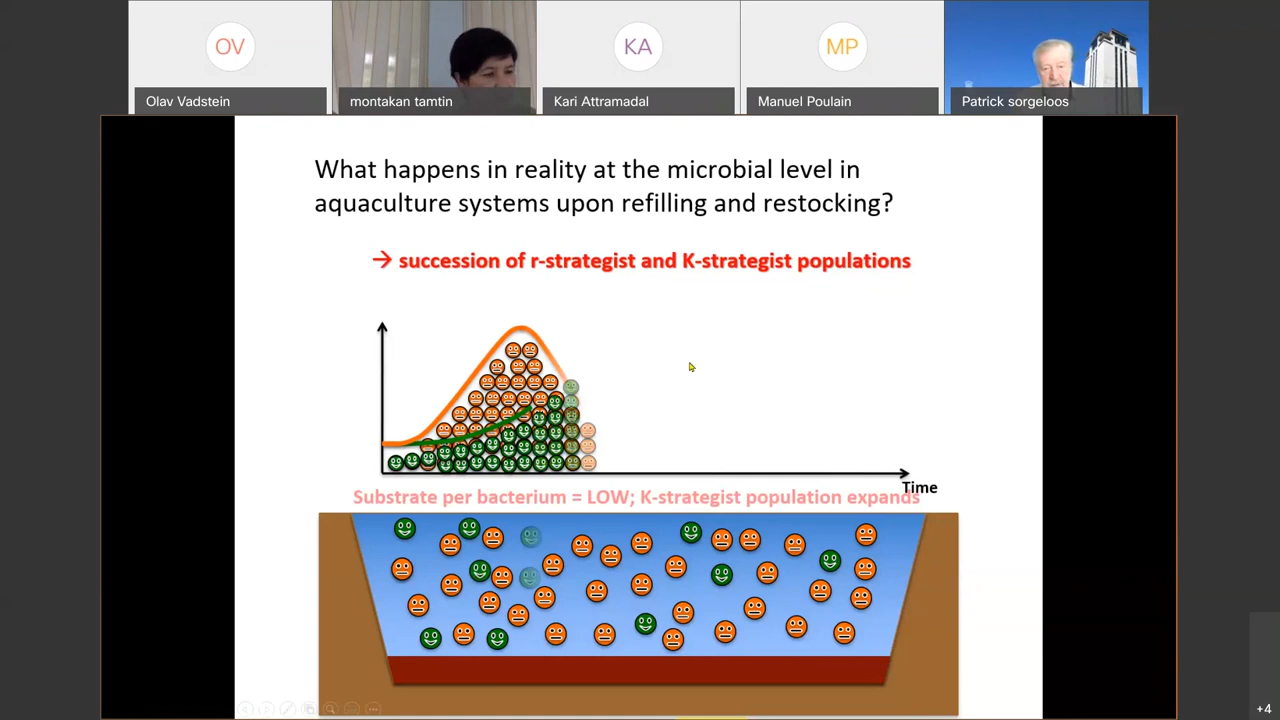 OV
KA
MP
Olav Vadstein
montakan tamtin
Kari Attramadal
Manuel Poulain
Patrick sorgeloos
What happens in reality at the microbial level in
aquaculture systems upon refilling and restocking?
→ succession of r-strategist and K-strategist populations
Time
Substrate per bacterium = LOW; K-strategist population expands
+4